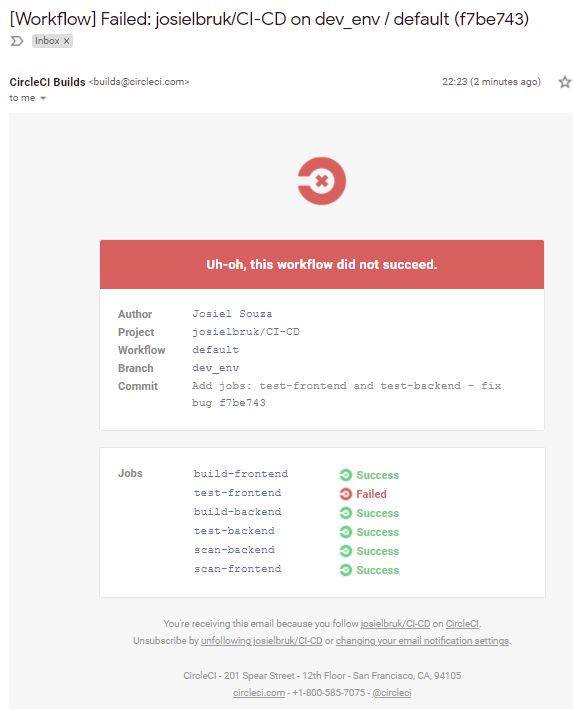 [Workflow] Failed: josielbruk/CI-CD on dev_env / default (f7be743)
Inbox x
CircleCI Builds <builds@circleci.com> 22:23 (2 minutes ago)
to me
Uh-oh, this workflow did not succeed.
Author Josiel Souza
Project josielbruk/CI-CD
Workflow default
Branch dev_env
Commit Add jobs: test-frontend and test-backend - fix
bug f7be743
Jobs build-frontend Success
test-frontend Failed
build-backend Success
test-backend Success
scan-backend Success
scan-frontend Success
You're receiving this email because you follow josielbruk/CI-CD on CircleCI.
Unsubscribe by unfollowing josielbruk/CI-CD or changing your email notification settings.
CircleCI - 201 Spear Street - 12th Floor - San Francisco, CA, 94105
circleci.com - +1-800-585-7075 - @circleci